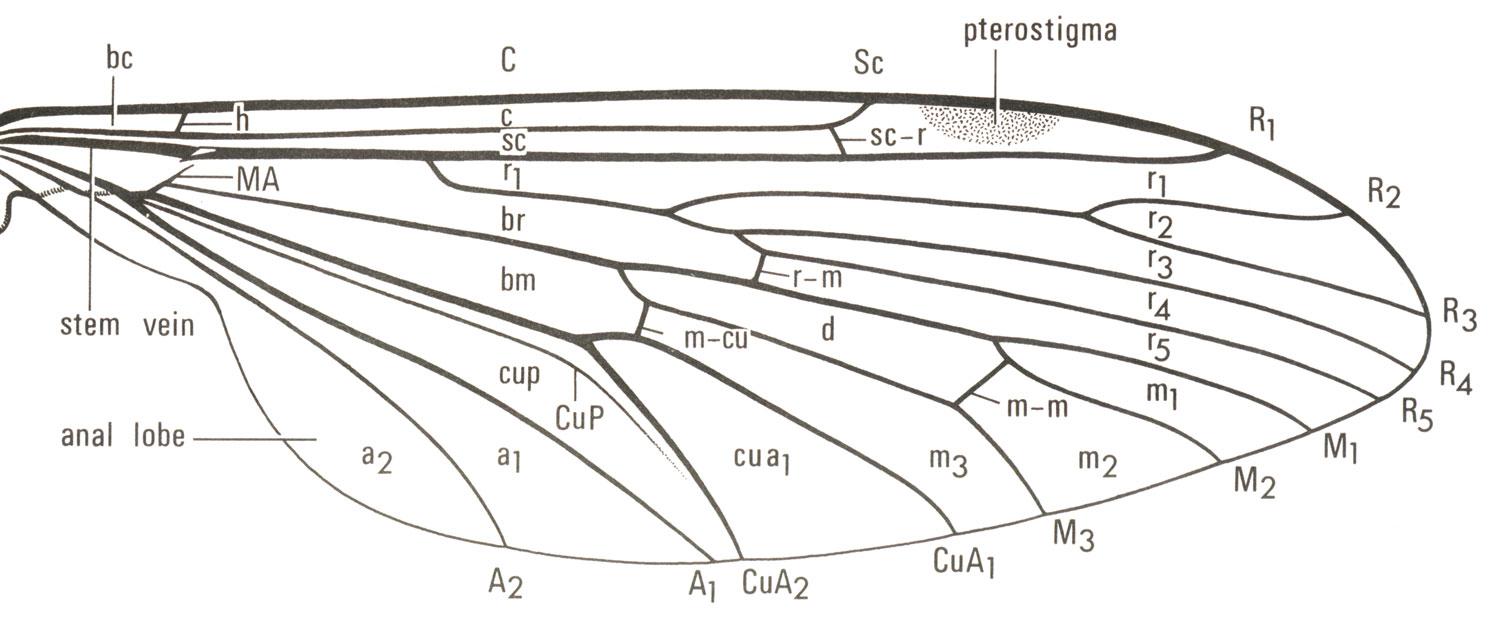 pterostigma
bc
C
Sc
R1
h
c
sc
sc-r
MA
r1
r1
R2
br
r2
r3
bm
r-m
r4
R3
stem vein
m-cu
d
r5
R4
cup
CuP
m-m
m1
R5
anal lobe
a2
a1
cua1
m3
m2
M1
M2
M3
CuA1
A2
A1
CuA2